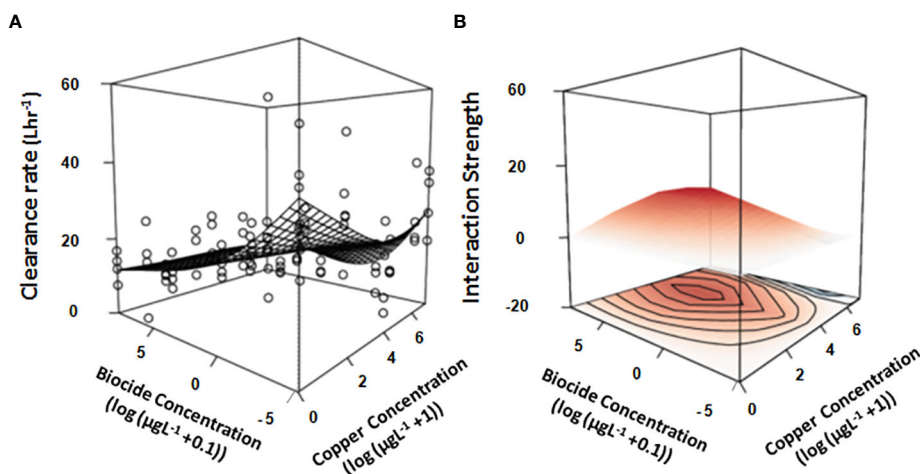 A
Clearance rate (Lhr⁻¹)
60
40
20
0
5
0
-5
Biocide Concentration
(log (µgL⁻¹ +0.1))
0
2
4
6
Copper Concentration
(log (µgL⁻¹ +1))
B
Interaction Strength
60
20
0
-20
5
0
-5
Biocide Concentration
(log (µgL⁻¹ +0.1))
0
2
4
6
Copper Concentration
(log (µgL⁻¹ +1))